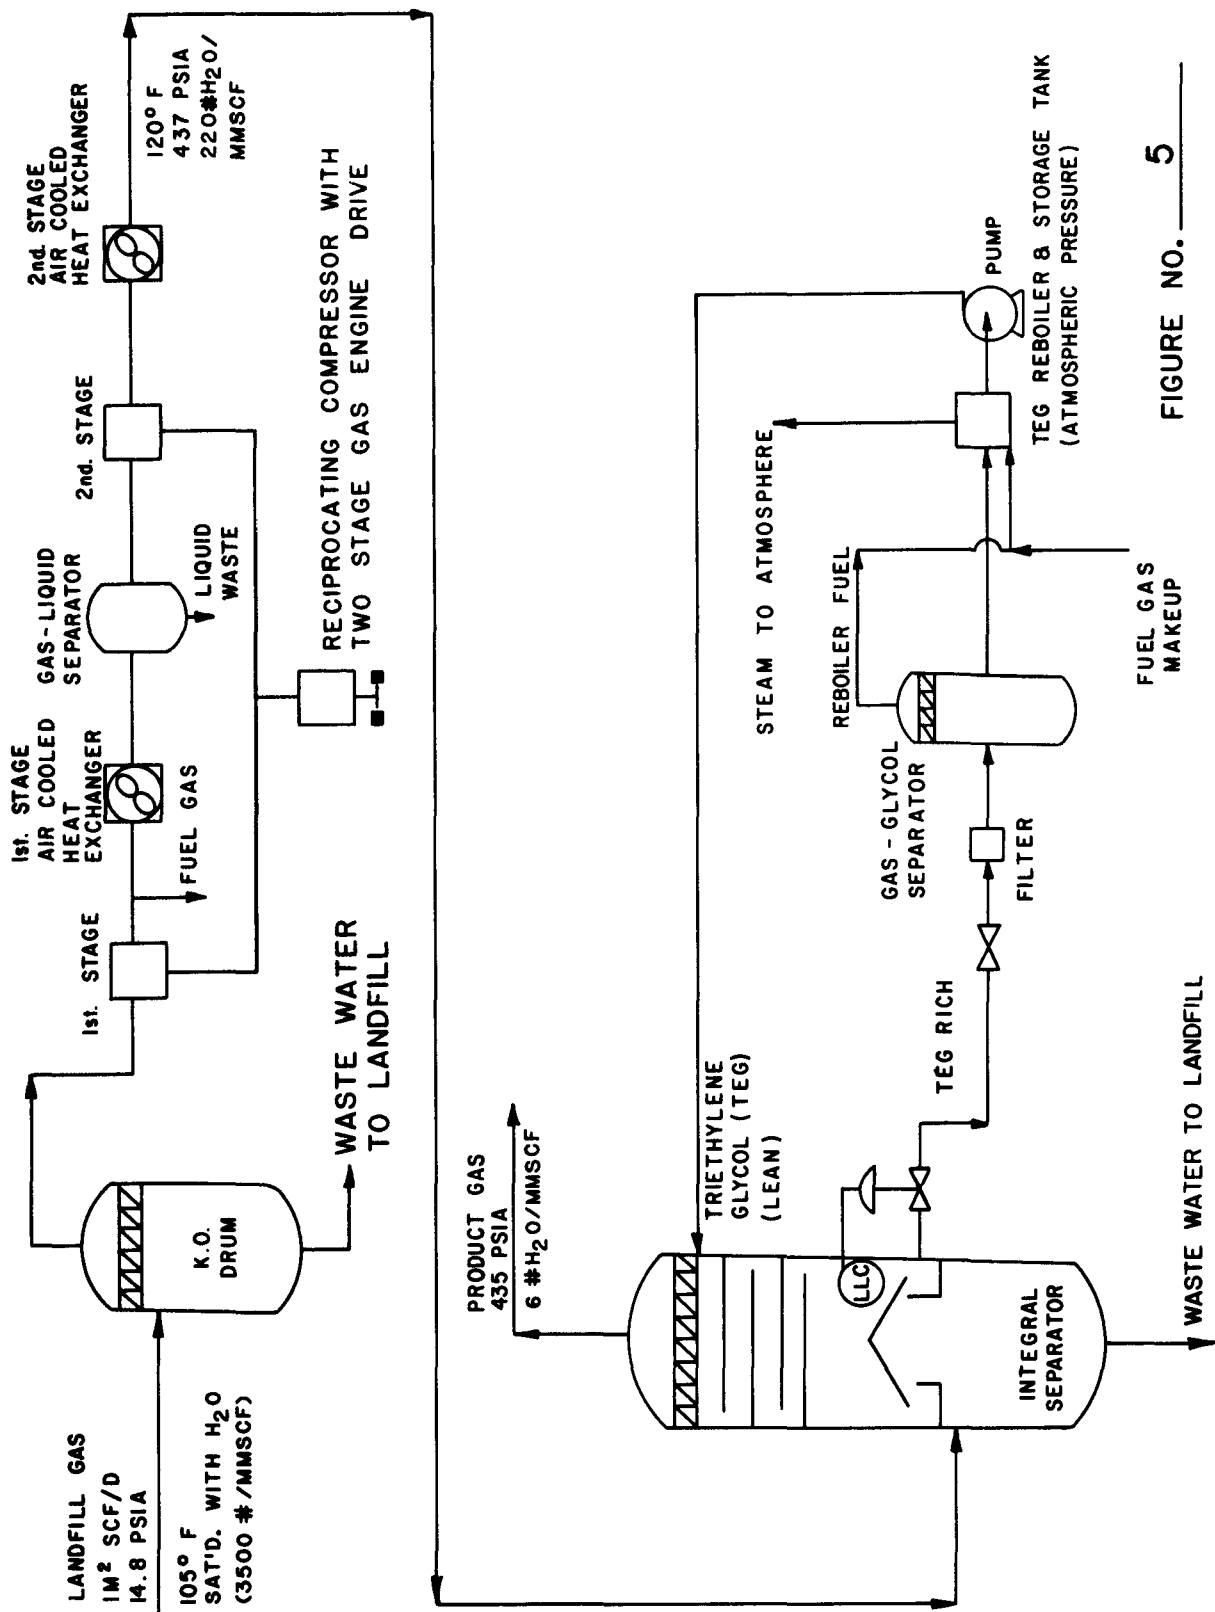 LANDFILL GAS
1M² SCF/D
14.8 PSIA
105° F
SAT'D. WITH H₂O
(3500 #/MMSCF)
K.O.
DRUM
WASTE WATER
TO LANDFILL
1st. STAGE
FUEL GAS
1st. STAGE
AIR COOLED
HEAT
EXCHANGER
GAS-LIQUID
SEPARATOR
LIQUID
WASTE
2nd. STAGE
2nd. STAGE
AIR COOLED
HEAT EXCHANGER
120° F
437 PSIA
220#H₂O/
MMSCF
RECIPROCATING COMPRESSOR WITH
TWO STAGE GAS ENGINE DRIVE
PRODUCT GAS
435 PSIA
6 #H₂O/MMSCF
TRIETHYLENE
GLYCOL (TEG)
(LEAN)
LLC
INTEGRAL
SEPARATOR
WASTE WATER TO LANDFILL
TEG RICH
FILTER
GAS-GLYCOL
SEPARATOR
REBOILER FUEL
STEAM TO ATMOSPHERE
FUEL GAS
MAKEUP
PUMP
TEG REBOILER & STORAGE TANK
(ATMOSPHERIC PRESSURE)
FIGURE NO. 5